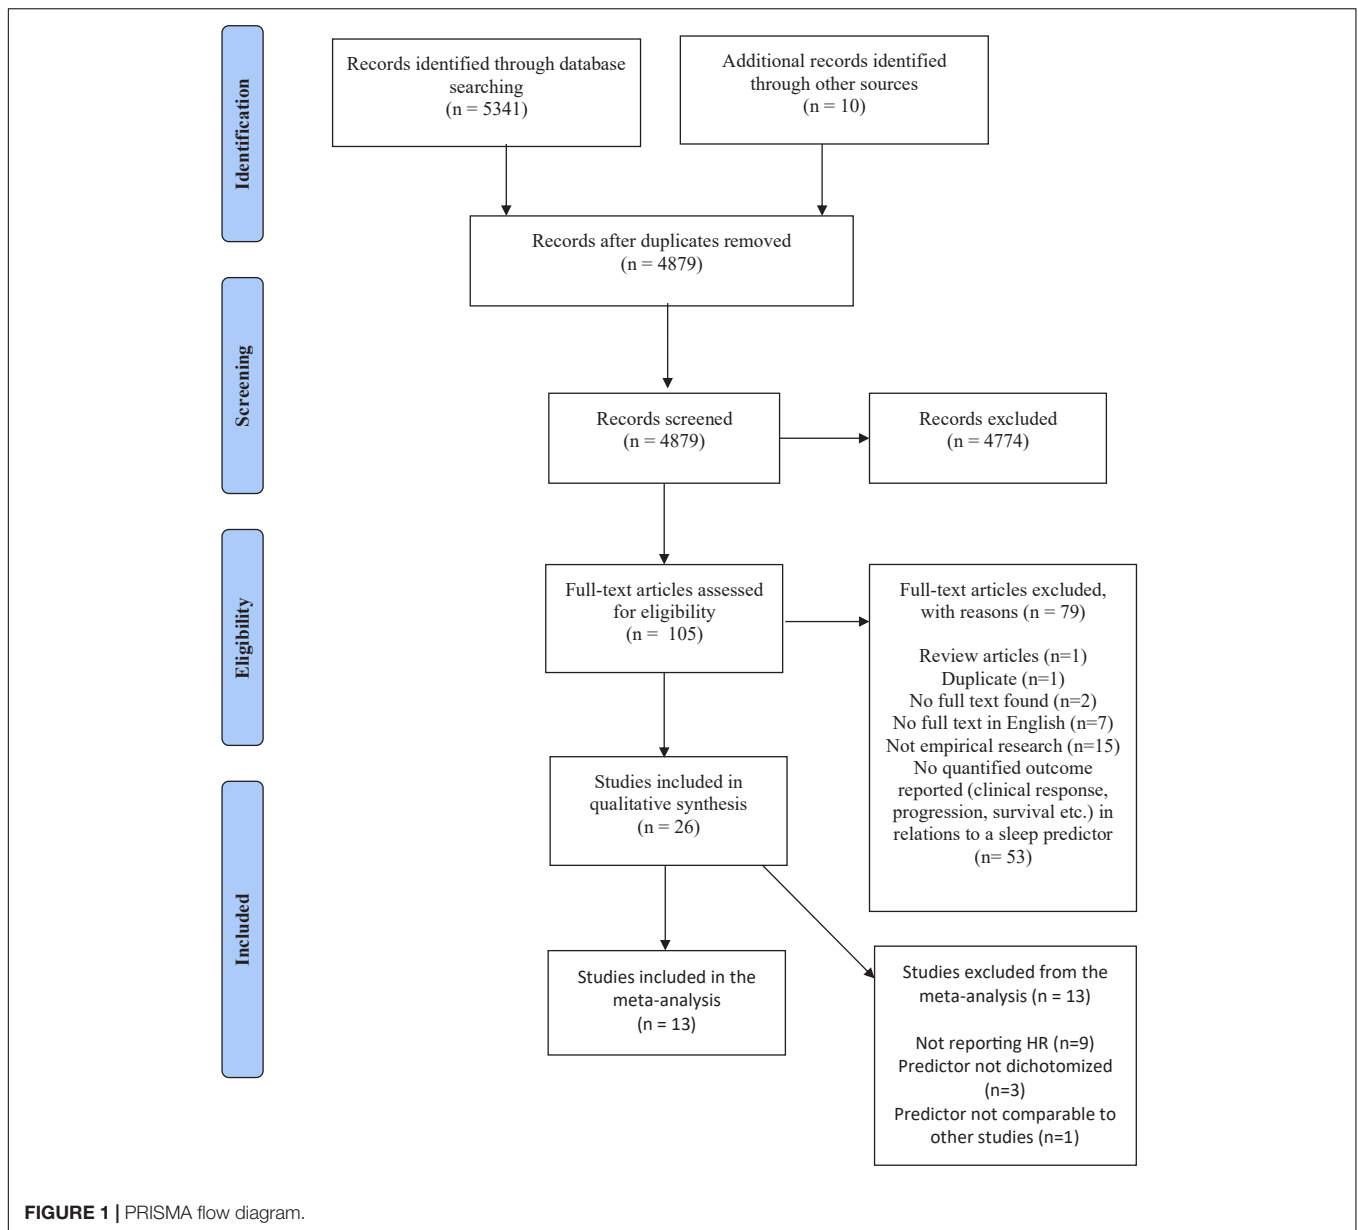 Identification
Records identified through database
searching
(n = 5341)
Additional records identified
through other sources
(n = 10)
Records after duplicates removed
(n = 4879)
Screening
Records screened
(n = 4879)
Records excluded
(n = 4774)
Eligibility
Full-text articles assessed
for eligibility
(n = 105)
Full-text articles excluded,
with reasons (n = 79)
Review articles (n=1)
Duplicate (n=1)
No full text found (n=2)
No full text in English (n=7)
Not empirical research (n=15)
No quantified outcome
reported (clinical response,
progression, survival etc.) in
relations to a sleep predictor
(n= 53)
Studies included in
qualitative synthesis
(n = 26)
Included
Studies included in the
meta-analysis
(n = 13)
Studies excluded from the
meta-analysis (n = 13)
Not reporting HR (n=9)
Predictor not dichotomized
(n=3)
Predictor not comparable to
other studies (n=1)
FIGURE 1 | PRISMA flow diagram.